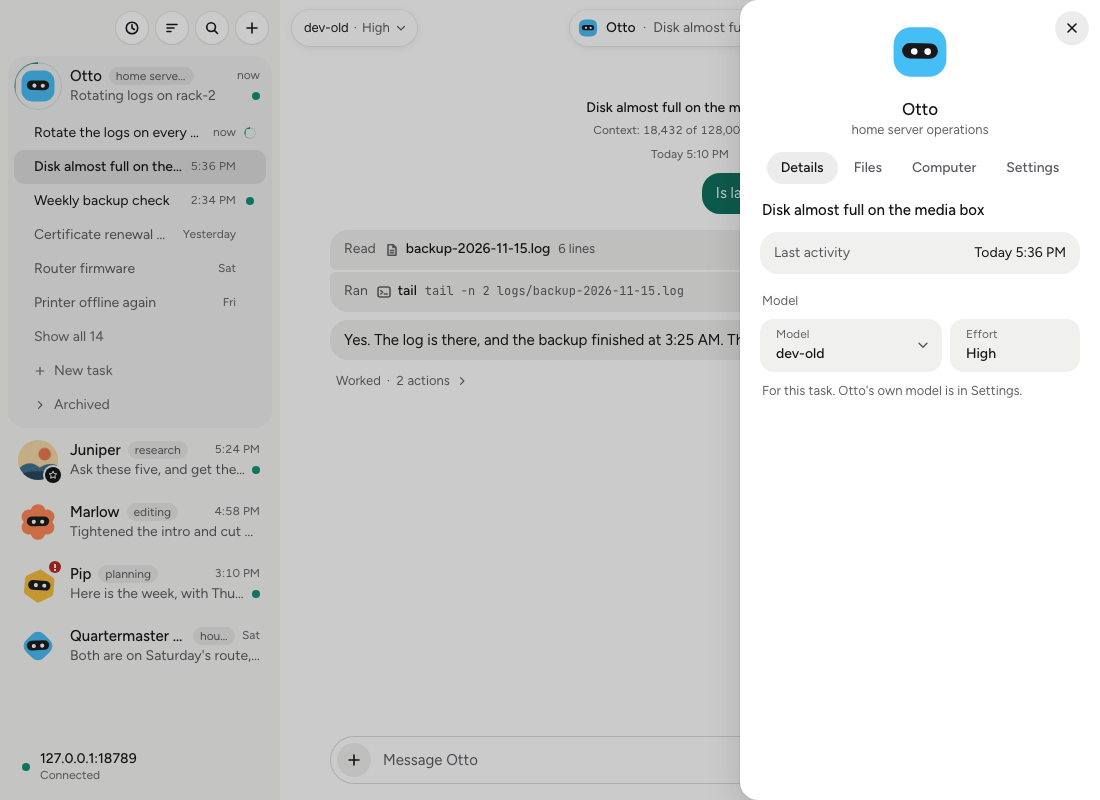 Otto
home serve...
now
Rotating logs on rack-2
Rotate the logs on every ...
now
Disk almost full on the...
5:36 PM
Weekly backup check
2:34 PM
Certificate renewal ...
Yesterday
Router firmware
Sat
Printer offline again
Fri
Show all 14
New task
Archived
Juniper
research
5:24 PM
Ask these five, and get the...
Marlow
editing
4:58 PM
Tightened the intro and cut ...
Pip
planning
3:10 PM
Here is the week, with Thu...
Quartermaster ...
hou...
Sat
Both are on Saturday's route,...
127.0.0.1:18789
Connected
dev-old · High
Otto · Disk almost fu
Disk almost full on the m
Context: 18,432 of 128,00
Today 5:10 PM
Is la
Read backup-2026-11-15.log 6 lines
Ran tail tail -n 2 logs/backup-2026-11-15.log
Yes. The log is there, and the backup finished at 3:25 AM. Th
Worked · 2 actions
Message Otto
Otto
home server operations
Details
Files
Computer
Settings
Disk almost full on the media box
Last activity
Today 5:36 PM
Model
Model
dev-old
Effort
High
For this task. Otto's own model is in Settings.